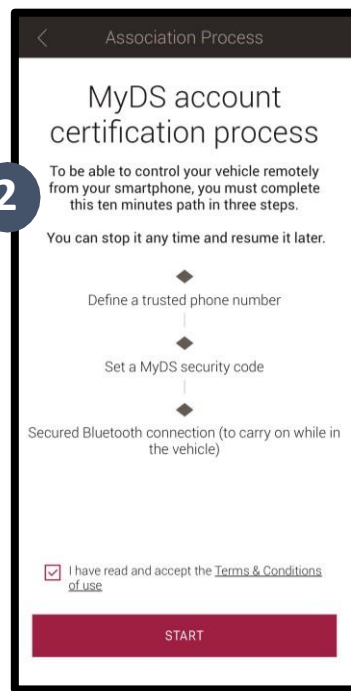 Association Process
MyDS account
certification process
2
To be able to control your vehicle remotely
from your smartphone, you must complete
this ten minutes path in three steps.
You can stop it any time and resume it later.
Define a trusted phone number
Set a MyDS security code
Secured Bluetooth connection (to carry on while in
the vehicle)
I have read and accept the Terms & Conditions
of use
START